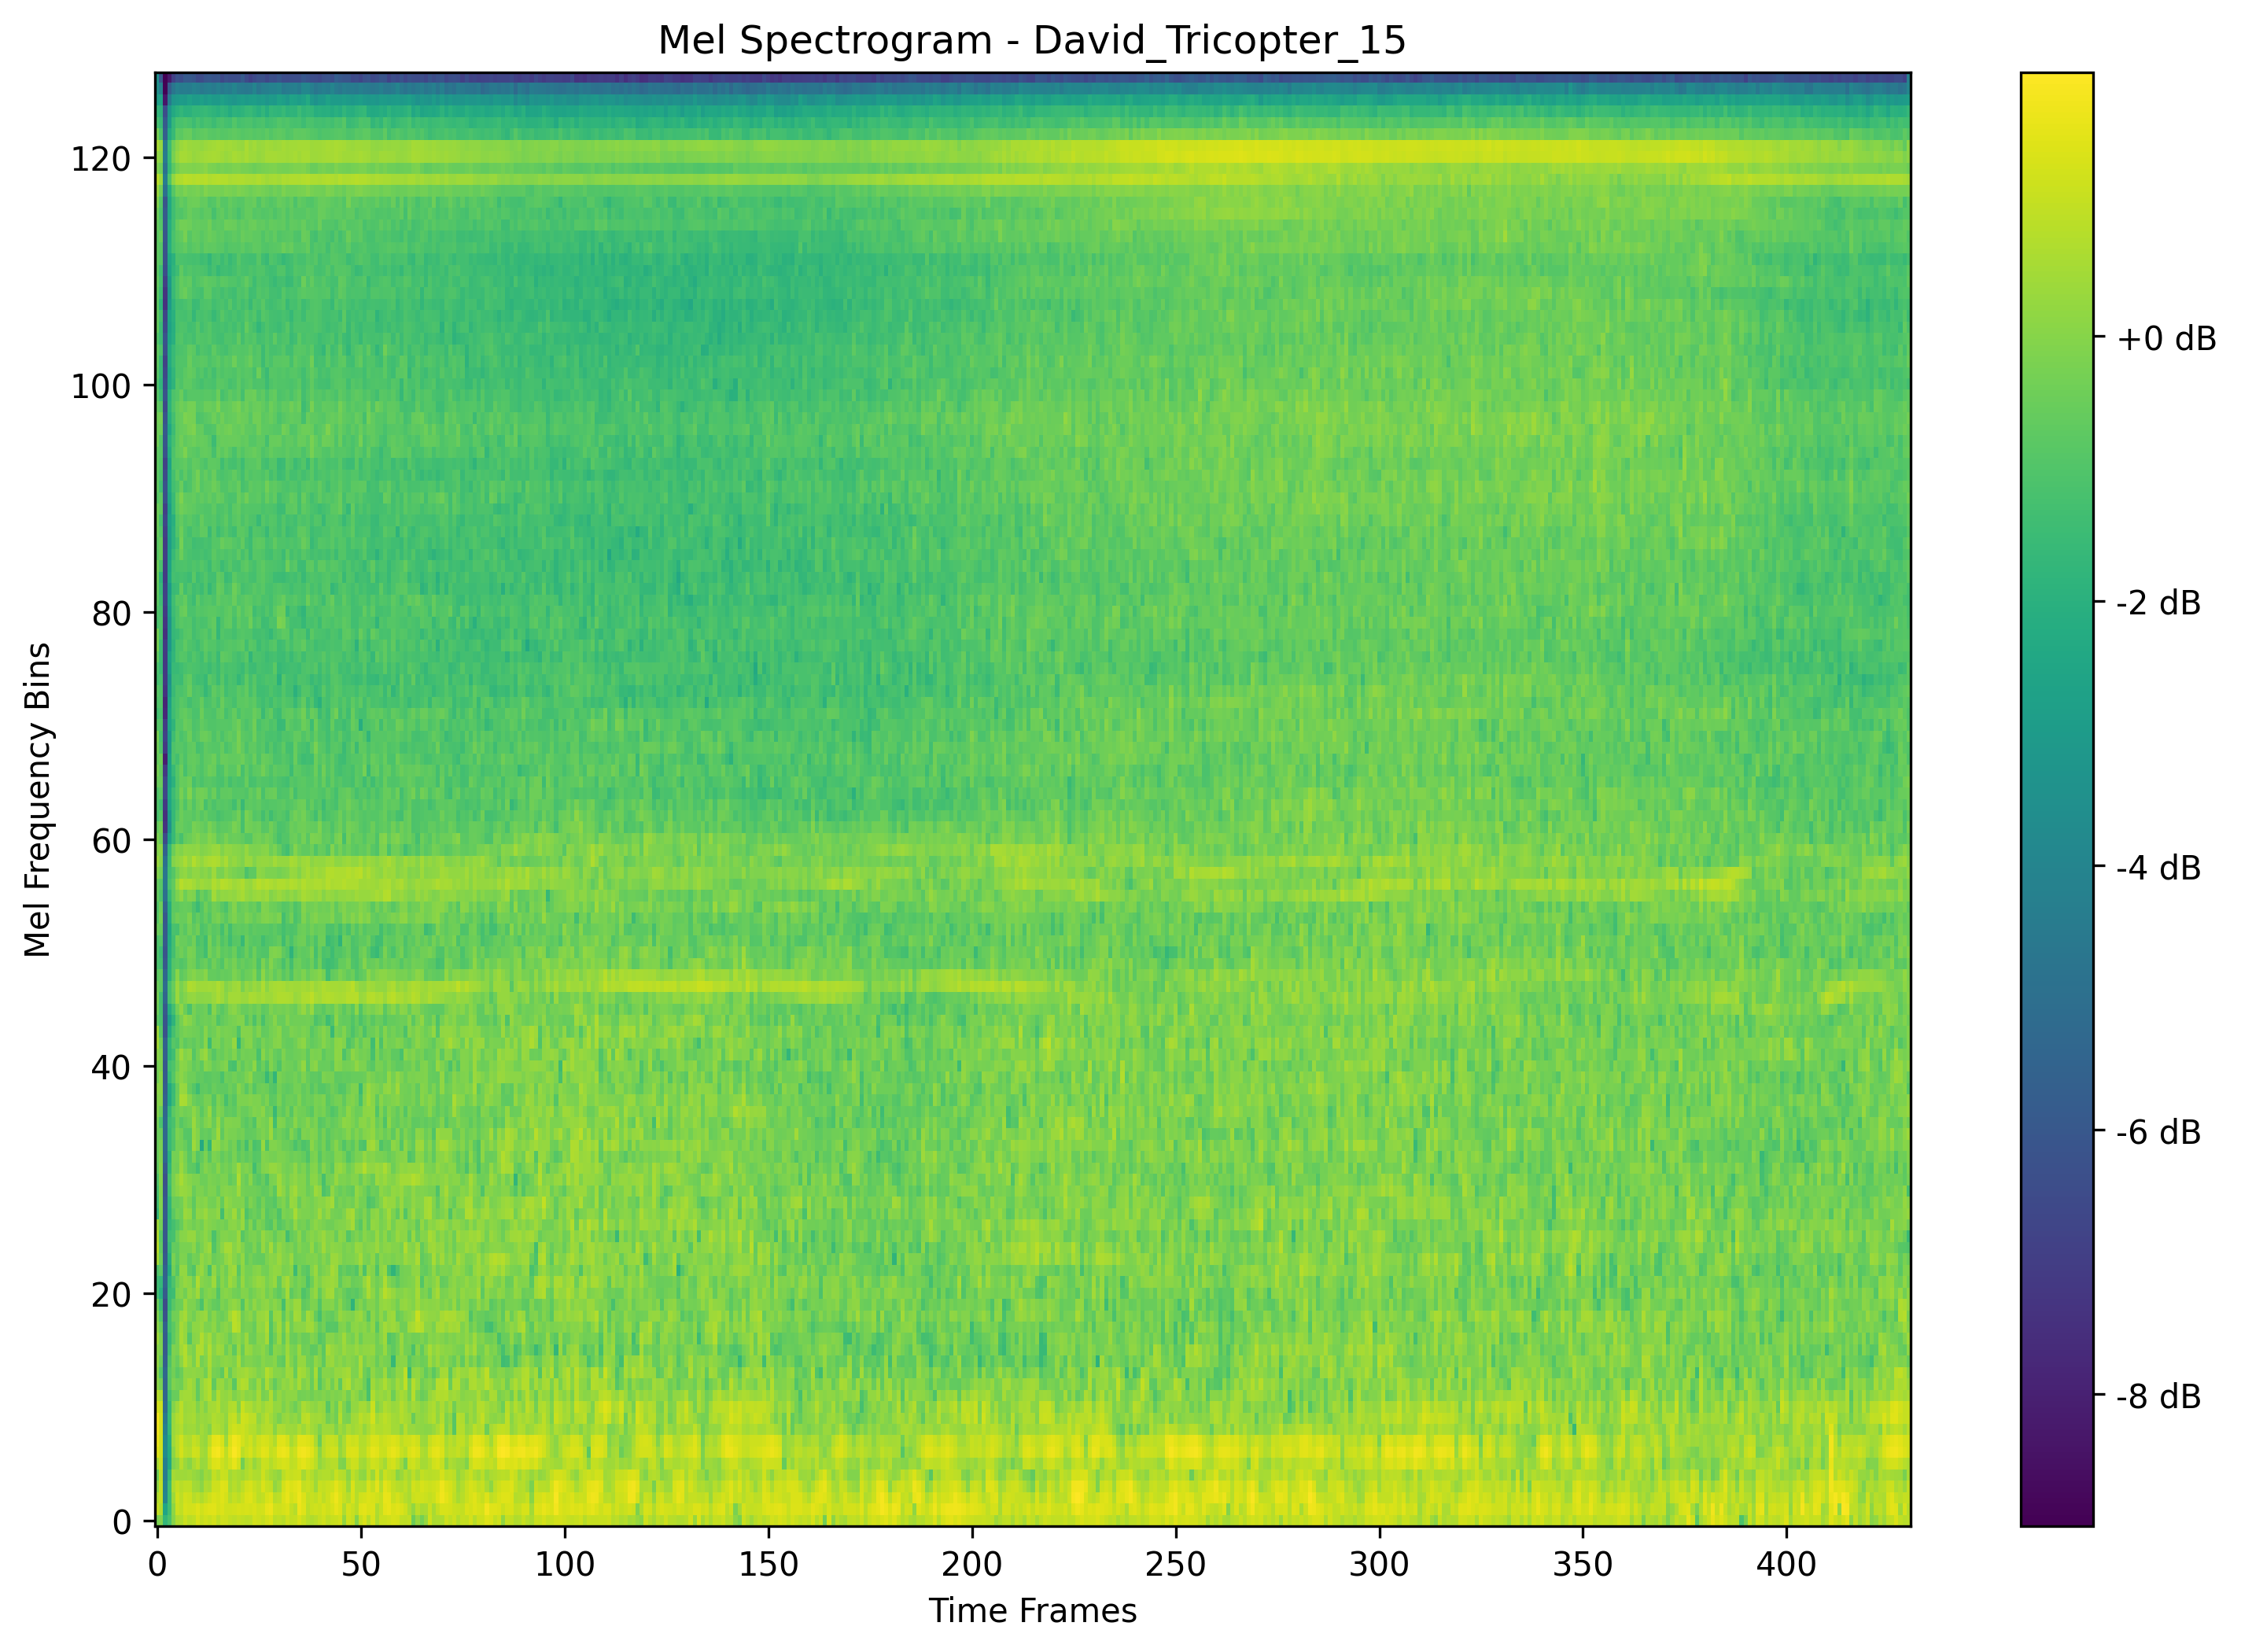 Mel Spectrogram - David_Tricopter_15
Mel Frequency Bins
120
100
80
60
40
20
0
0 50 100 150 200 250 300 350 400
Time Frames
+0 dB
-2 dB
-4 dB
-6 dB
-8 dB